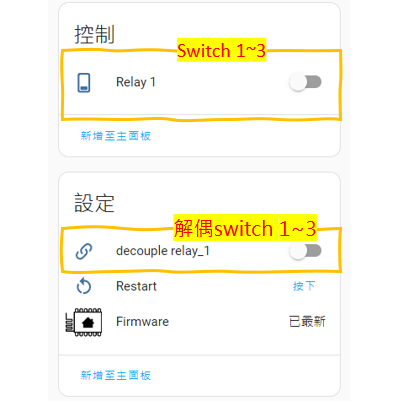 控制
Switch 1~3
Relay 1
新增至主面板
設定
解偶switch 1~3
decouple relay_1
Restart
按下
Firmware
已最新
新增至主面板